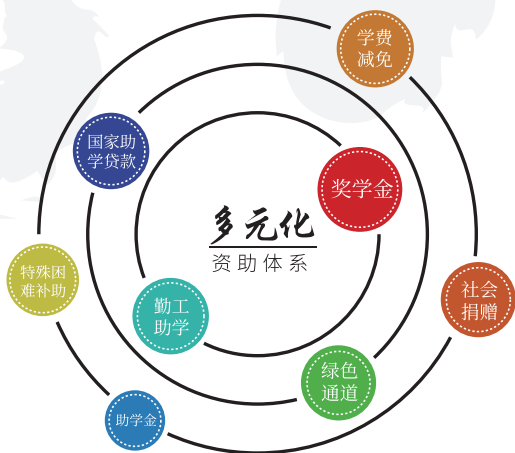 学费
减免
国家助
学贷款
奖学金
多元化
资助体系
特殊困
难补助
勤工
助学
社会
捐赠
绿色
通道
助学金